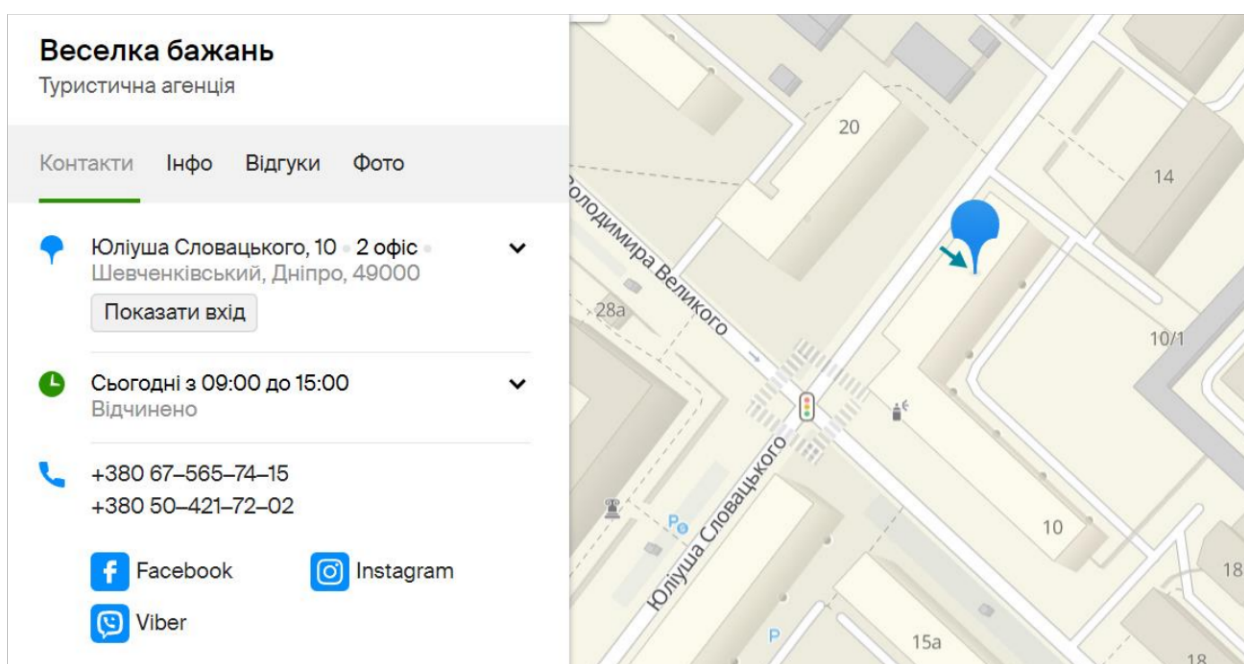 Веселка бажань
Туристична агенція
Контакти Інфо Відгуки Фото
Юліуша Словацького, 10 • 2 офіс •
Шевченківський, Дніпро, 49000
Показати вхід
Сьогодні з 09:00 до 15:00
Відчинено
+380 67–565–74–15
+380 50–421–72–02
Facebook Instagram
Viber
20
14
Володимира Великого
28а
10/1
Юліуша Словацького
P
10
18
P
15а
18